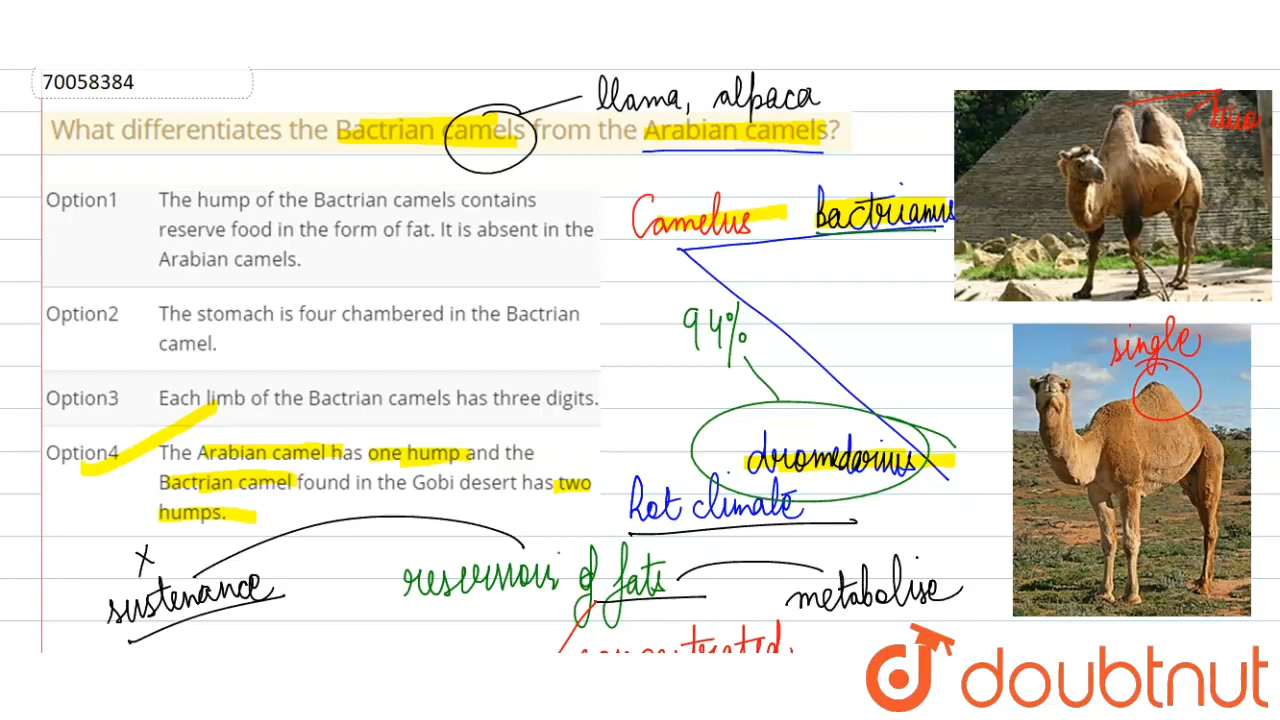 70058384
llama, alpaca
What differentiates the Bactrian camels from the Arabian camels?
two
Option1 The hump of the Bactrian camels contains
reserve food in the form of fat. It is absent in the
Arabian camels.
Camelus bactrianus
Option2 The stomach is four chambered in the Bactrian
camel.
94%
single
Option3 Each limb of the Bactrian camels has three digits.
Option4 The Arabian camel has one hump and the
Bactrian camel found in the Gobi desert has two
humps.
dromedarius
hot climate
x
sustenance
reservoirs of fats
metabolise
doubtnut